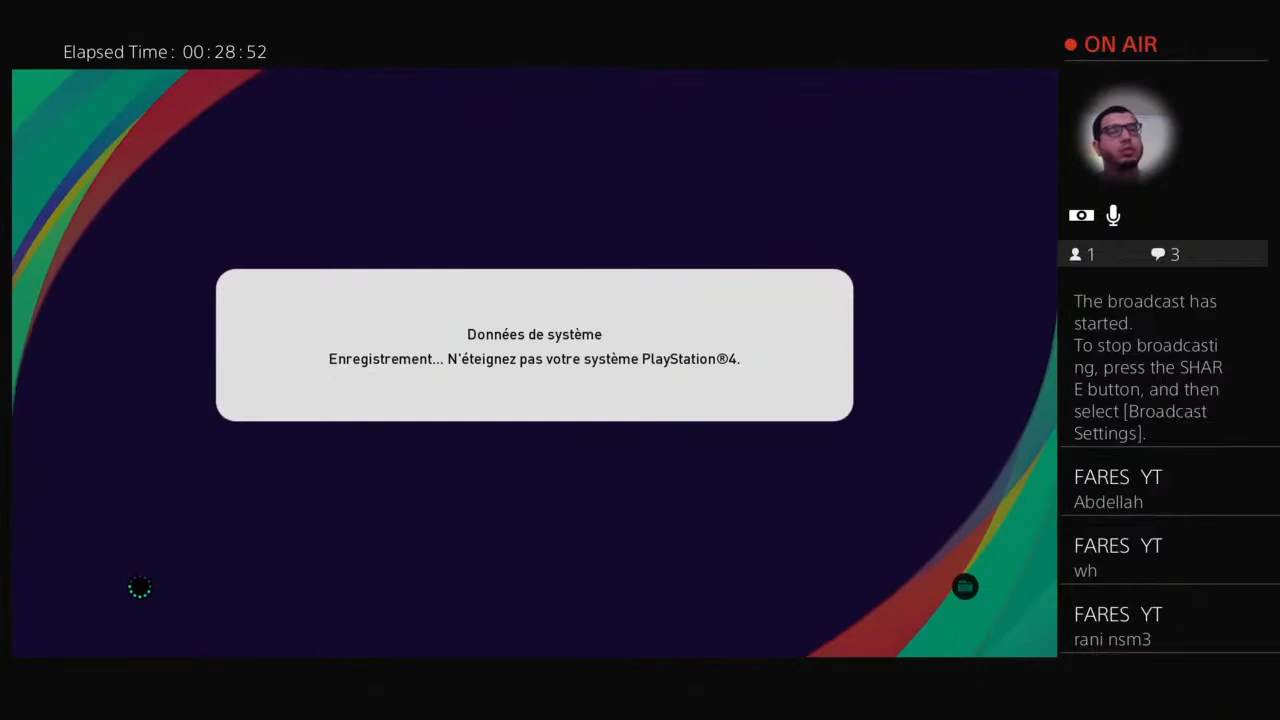 Elapsed Time: 00:28:52
ON AIR
1 3
Données de système
Enregistrement... N'éteignez pas votre système PlayStation®4.
The broadcast has
started.
To stop broadcasti
ng, press the SHAR
E button, and then
select [Broadcast
Settings].
FARES YT
Abdellah
FARES YT
wh
FARES YT
rani nsm3